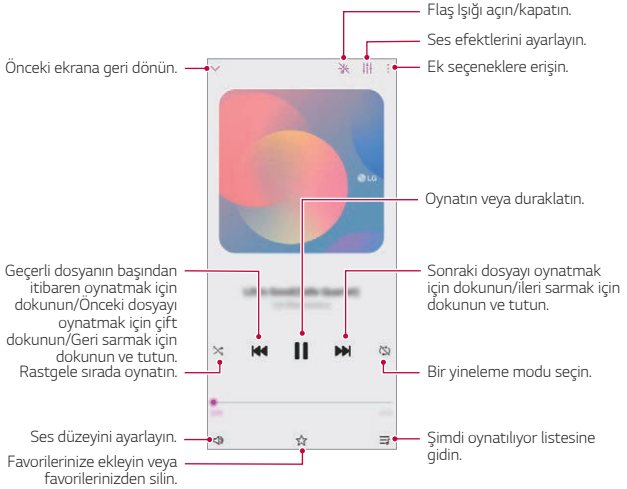 Flaş Işığı açın/kapatın.
Ses efektlerini ayarlayın.
Önceki ekrana geri dönün.
Ek seçeneklere erişin.
LG
Oynatın veya duraklatın.
Geçerli dosyanın başından
itibaren oynatmak için
dokunun/Önceki dosyayı
oynatmak için çift
dokunun/Geri sarmak için
dokunun ve tutun.
Sonraki dosyayı oynatmak
için dokunun/ileri sarmak için
dokunun ve tutun.
Rastgele sırada oynatın.
Bir yineleme modu seçin.
Ses düzeyini ayarlayın.
Şimdi oynatılıyor listesine
gidin.
Favorilerinize ekleyin veya
favorilerinizden silin.